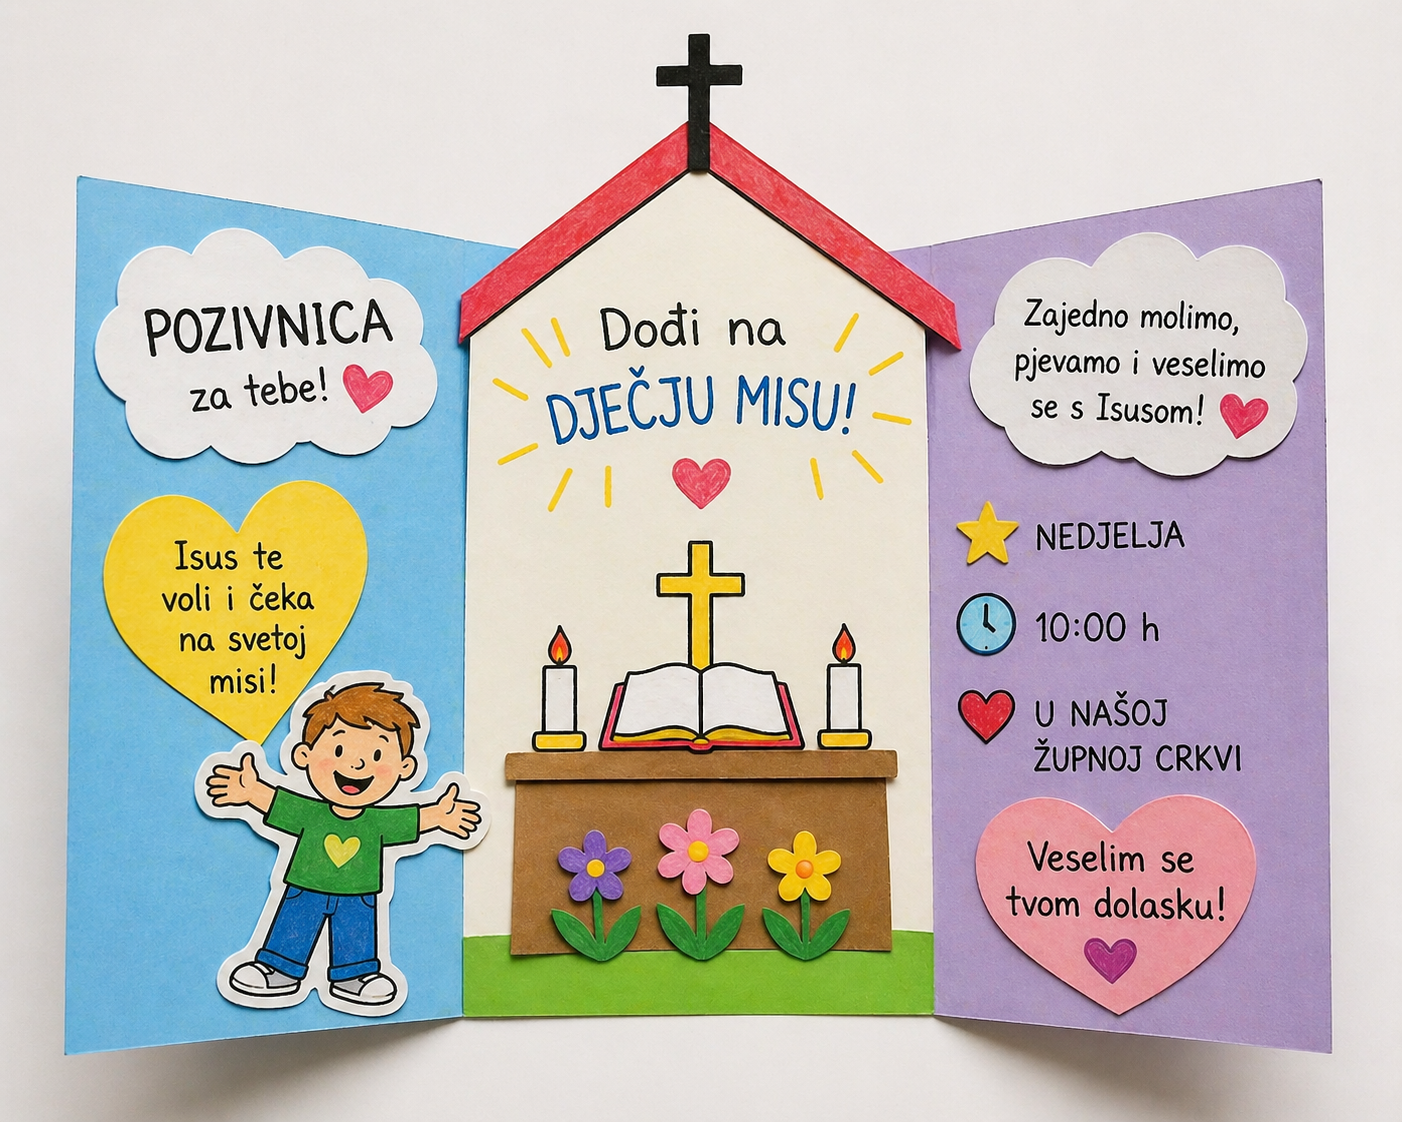 POZIVNICA
za tebe!
Isus te
voli i čeka
na svetoj
misi!
Dođi na
DJEČJU MISU!
Zajedno molimo,
pjevamo i veselimo
se s Isusom!
NEDJELJA
10:00 h
U NAŠOJ
ŽUPNOJ CRKVI
Veselim se
tvom dolasku!